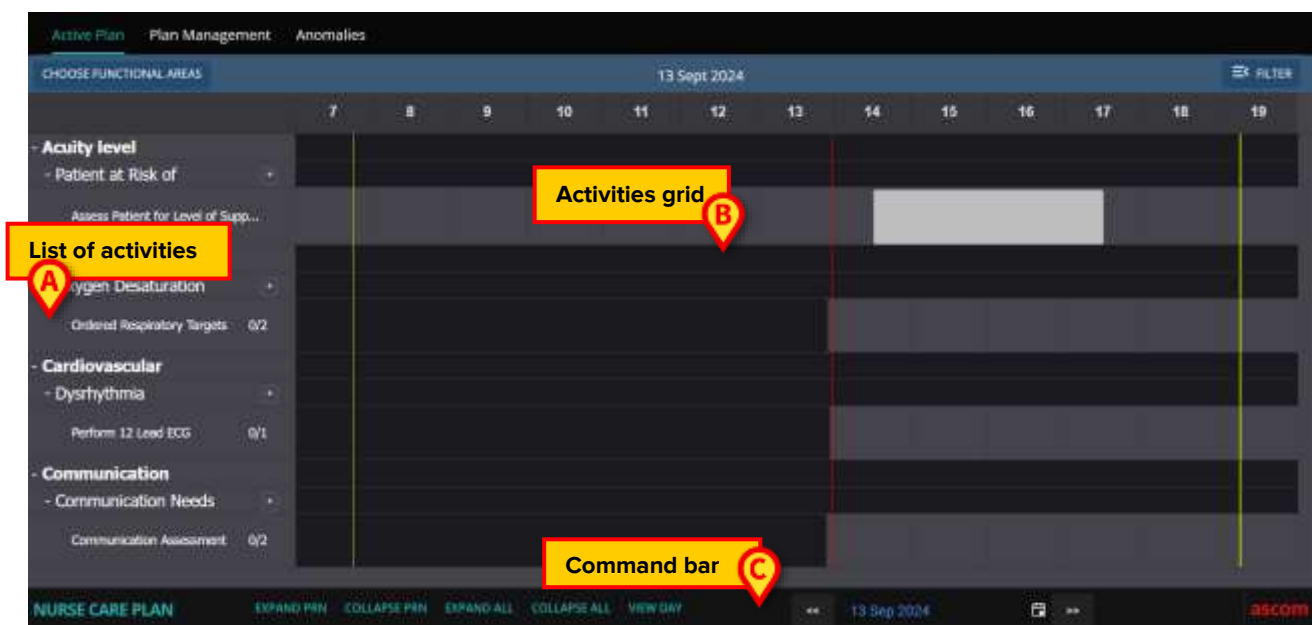 Active Plan Plan Management Anomalies
CHOOSE FUNCTIONAL AREAS 13 Sept 2024 FILTER
7 8 9 10 11 12 13 14 15 16 17 18 19
- Acuity level
- Patient at Risk of
Assess Patient for Level of Supp...
Activities grid
B
List of activities
A
ygen Desaturation
Ordered Respiratory Targets 0/2
- Cardiovascular
- Dysrhythmia
Perform 12 Lead ECG 0/1
- Communication
- Communication Needs
Communication Assessment 0/2
Command bar
C
NURSE CARE PLAN EXPAND PRN COLLAPSE PRN EXPAND ALL COLLAPSE ALL VIEW DAY << 13 Sep 2024 >> ascom